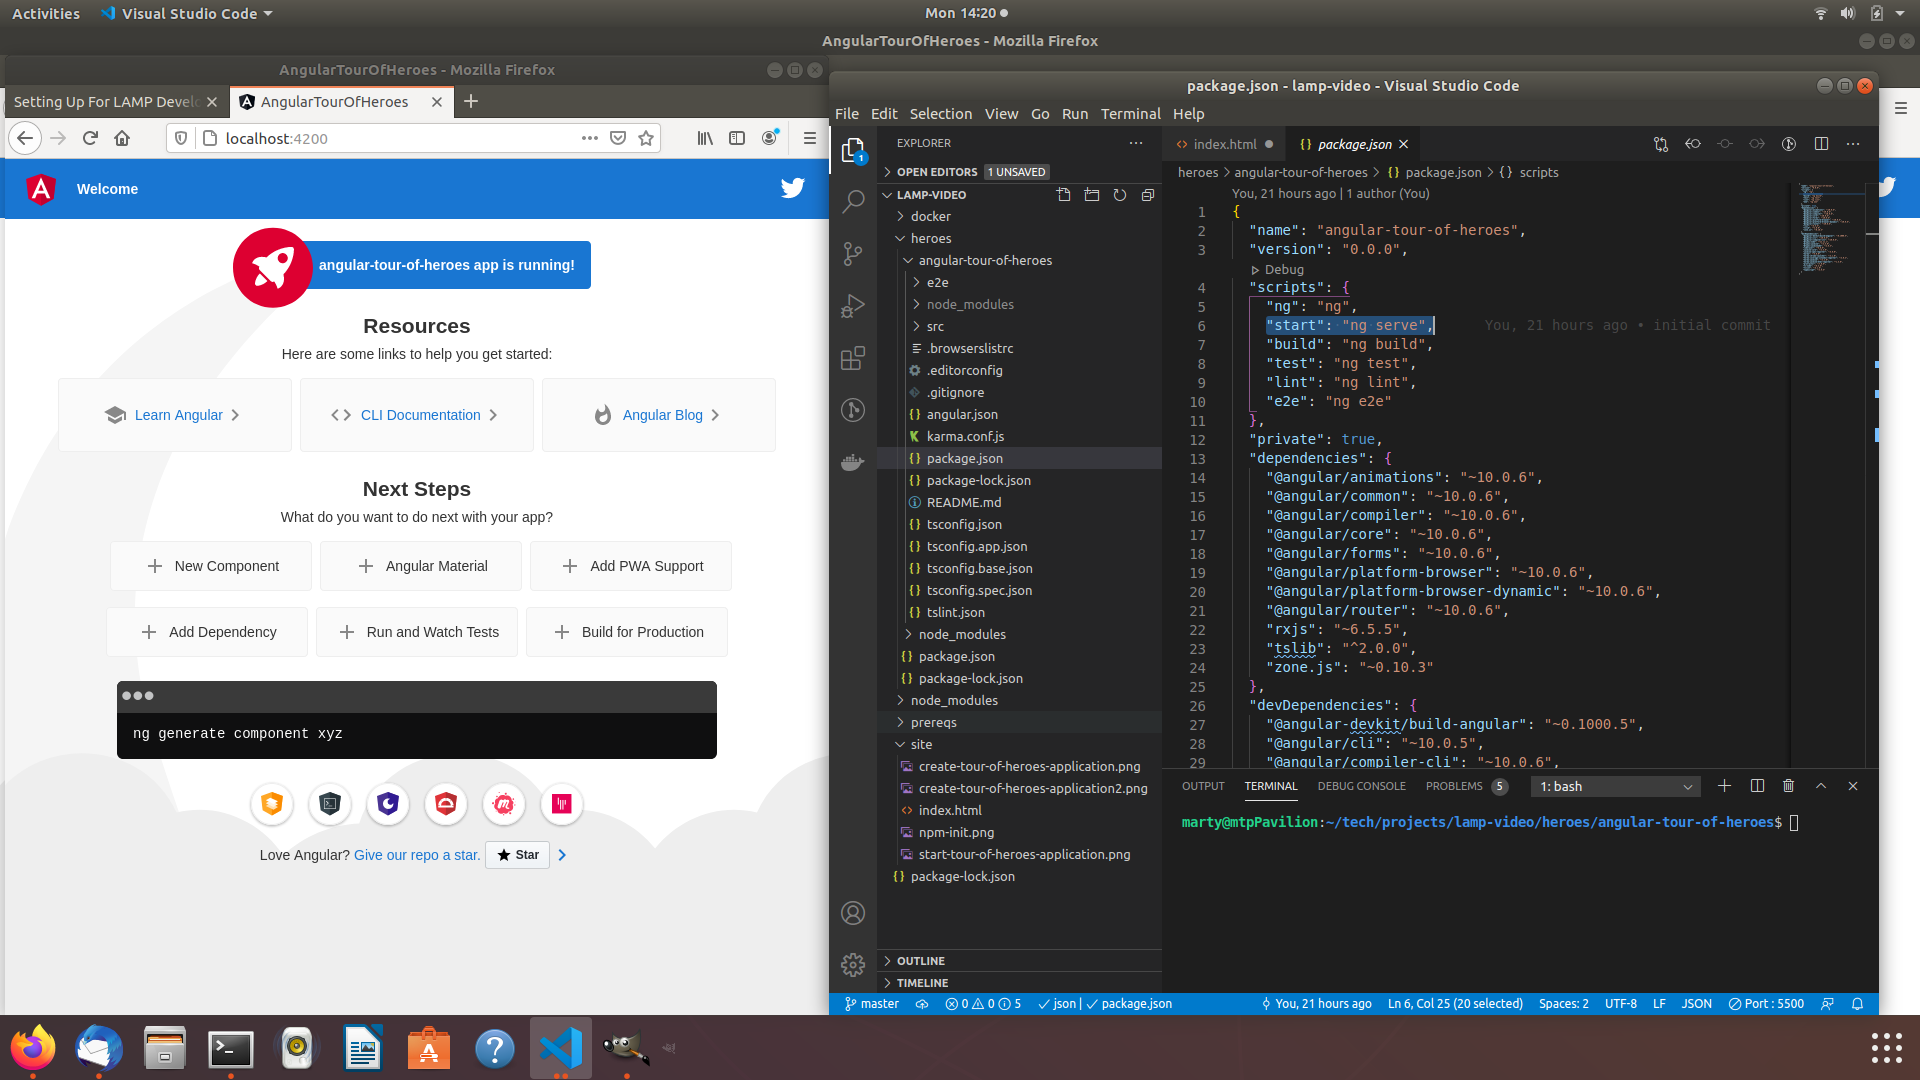 Activities
Visual Studio Code
Mon 14:20
AngularTourOfHeroes - Mozilla Firefox
AngularTourOfHeroes - Mozilla Firefox
Setting Up For LAMP Develo
AngularTourOfHeroes
localhost:4200
Welcome
angular-tour-of-heroes app is running!
Resources
Here are some links to help you get started:
Learn Angular
CLI Documentation
Angular Blog
Next Steps
What do you want to do next with your app?
New Component
Angular Material
Add PWA Support
Add Dependency
Run and Watch Tests
Build for Production
ng generate component xyz
Love Angular? Give our repo a star.
Star
package.json - lamp-video - Visual Studio Code
File Edit Selection View Go Run Terminal Help
EXPLORER
OPEN EDITORS 1 UNSAVED
LAMP-VIDEO
docker
heroes
angular-tour-of-heroes
e2e
node_modules
src
.browserslistrc
.editorconfig
.gitignore
angular.json
karma.conf.js
package.json
package-lock.json
README.md
tsconfig.json
tsconfig.app.json
tsconfig.base.json
tsconfig.spec.json
tslint.json
node_modules
package.json
package-lock.json
node_modules
prereqs
site
create-tour-of-heroes-application.png
create-tour-of-heroes-application2.png
index.html
npm-init.png
start-tour-of-heroes-application.png
package-lock.json
OUTLINE
TIMELINE
index.html
package.json
heroes > angular-tour-of-heroes > {} package.json > {} scripts
You, 21 hours ago | 1 author (You)
1 {
2 "name": "angular-tour-of-heroes",
3 "version": "0.0.0",
Debug
4 "scripts": {
5 "ng": "ng",
6 "start": "ng serve", You, 21 hours ago • initial commit
7 "build": "ng build",
8 "test": "ng test",
9 "lint": "ng lint",
10 "e2e": "ng e2e"
11 },
12 "private": true,
13 "dependencies": {
14 "@angular/animations": "~10.0.6",
15 "@angular/common": "~10.0.6",
16 "@angular/compiler": "~10.0.6",
17 "@angular/core": "~10.0.6",
18 "@angular/forms": "~10.0.6",
19 "@angular/platform-browser": "~10.0.6",
20 "@angular/platform-browser-dynamic": "~10.0.6",
21 "@angular/router": "~10.0.6",
22 "rxjs": "~6.5.5",
23 "tslib": "^2.0.0",
24 "zone.js": "~0.10.3"
25 },
26 "devDependencies": {
27 "@angular-devkit/build-angular": "~0.1000.5",
28 "@angular/cli": "~10.0.5",
29 "@angular/compiler-cli": "~10.0.6",
OUTPUT TERMINAL DEBUG CONSOLE PROBLEMS 5 1: bash
marty@mtpPavilion:~/tech/projects/lamp-video/heroes/angular-tour-of-heroes$
master 0 0 5 json | package.json You, 21 hours ago Ln 6, Col 25 (20 selected) Spaces: 2 UTF-8 LF JSON Port : 5500